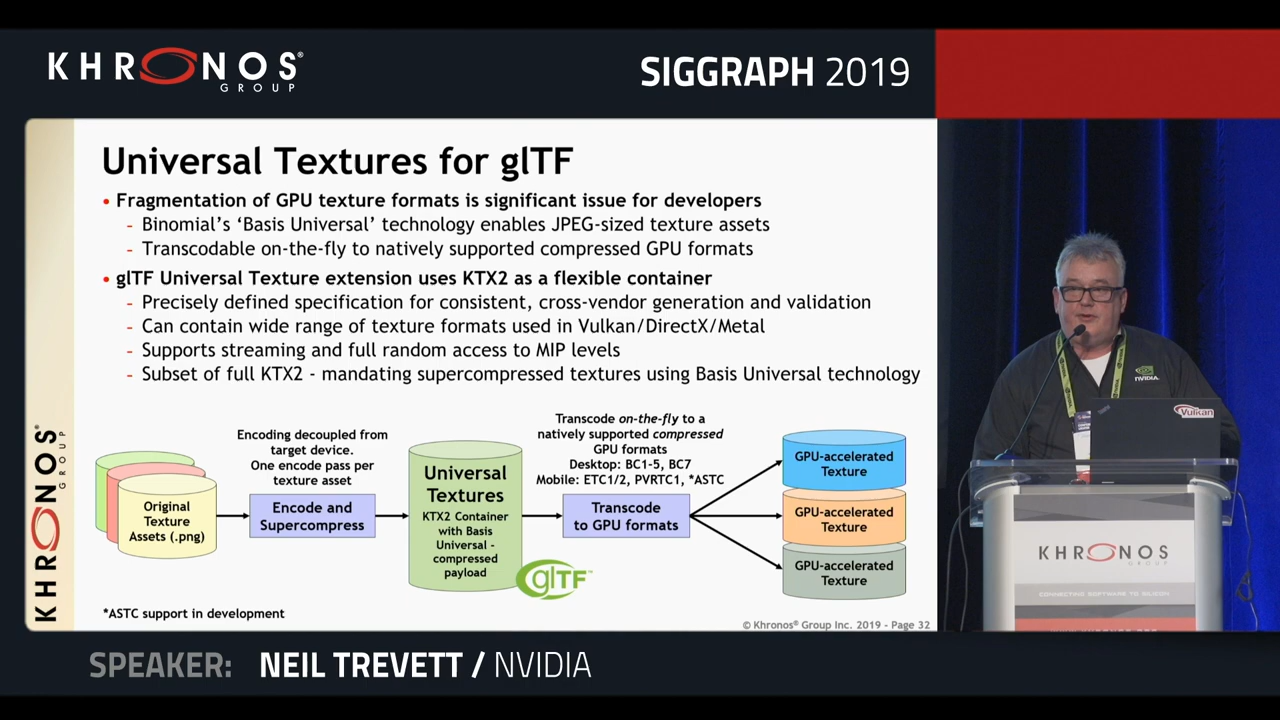 KHRONOS®
GROUP
SIGGRAPH 2019
Universal Textures for glTF
• Fragmentation of GPU texture formats is significant issue for developers
- Binomial's 'Basis Universal' technology enables JPEG-sized texture assets
- Transcodable on-the-fly to natively supported compressed GPU formats
• glTF Universal Texture extension uses KTX2 as a flexible container
- Precisely defined specification for consistent, cross-vendor generation and validation
- Can contain wide range of texture formats used in Vulkan/DirectX/Metal
- Supports streaming and full random access to MIP levels
- Subset of full KTX2 - mandating supercompressed textures using Basis Universal technology
Original
Texture
Assets (.png)
Encoding decoupled from
target device.
One encode pass per
texture asset
Encode and
Supercompress
Universal
Textures
KTX2 Container
with Basis
Universal -
compressed
payload
glTF™
Transcode on-the-fly to a
natively supported compressed
GPU formats
Desktop: BC1-5, BC7
Mobile: ETC1/2, PVRTC1, *ASTC
Transcode
to GPU formats
GPU-accelerated
Texture
GPU-accelerated
Texture
GPU-accelerated
Texture
*ASTC support in development
© Khronos® Group Inc. 2019 - Page 32
KHRONOS®
GROUP
NVIDIA.
Vulkan
KHRONOS
GROUP
CONNECTING SOFTWARE TO SILICON
SPEAKER: NEIL TREVETT / NVIDIA